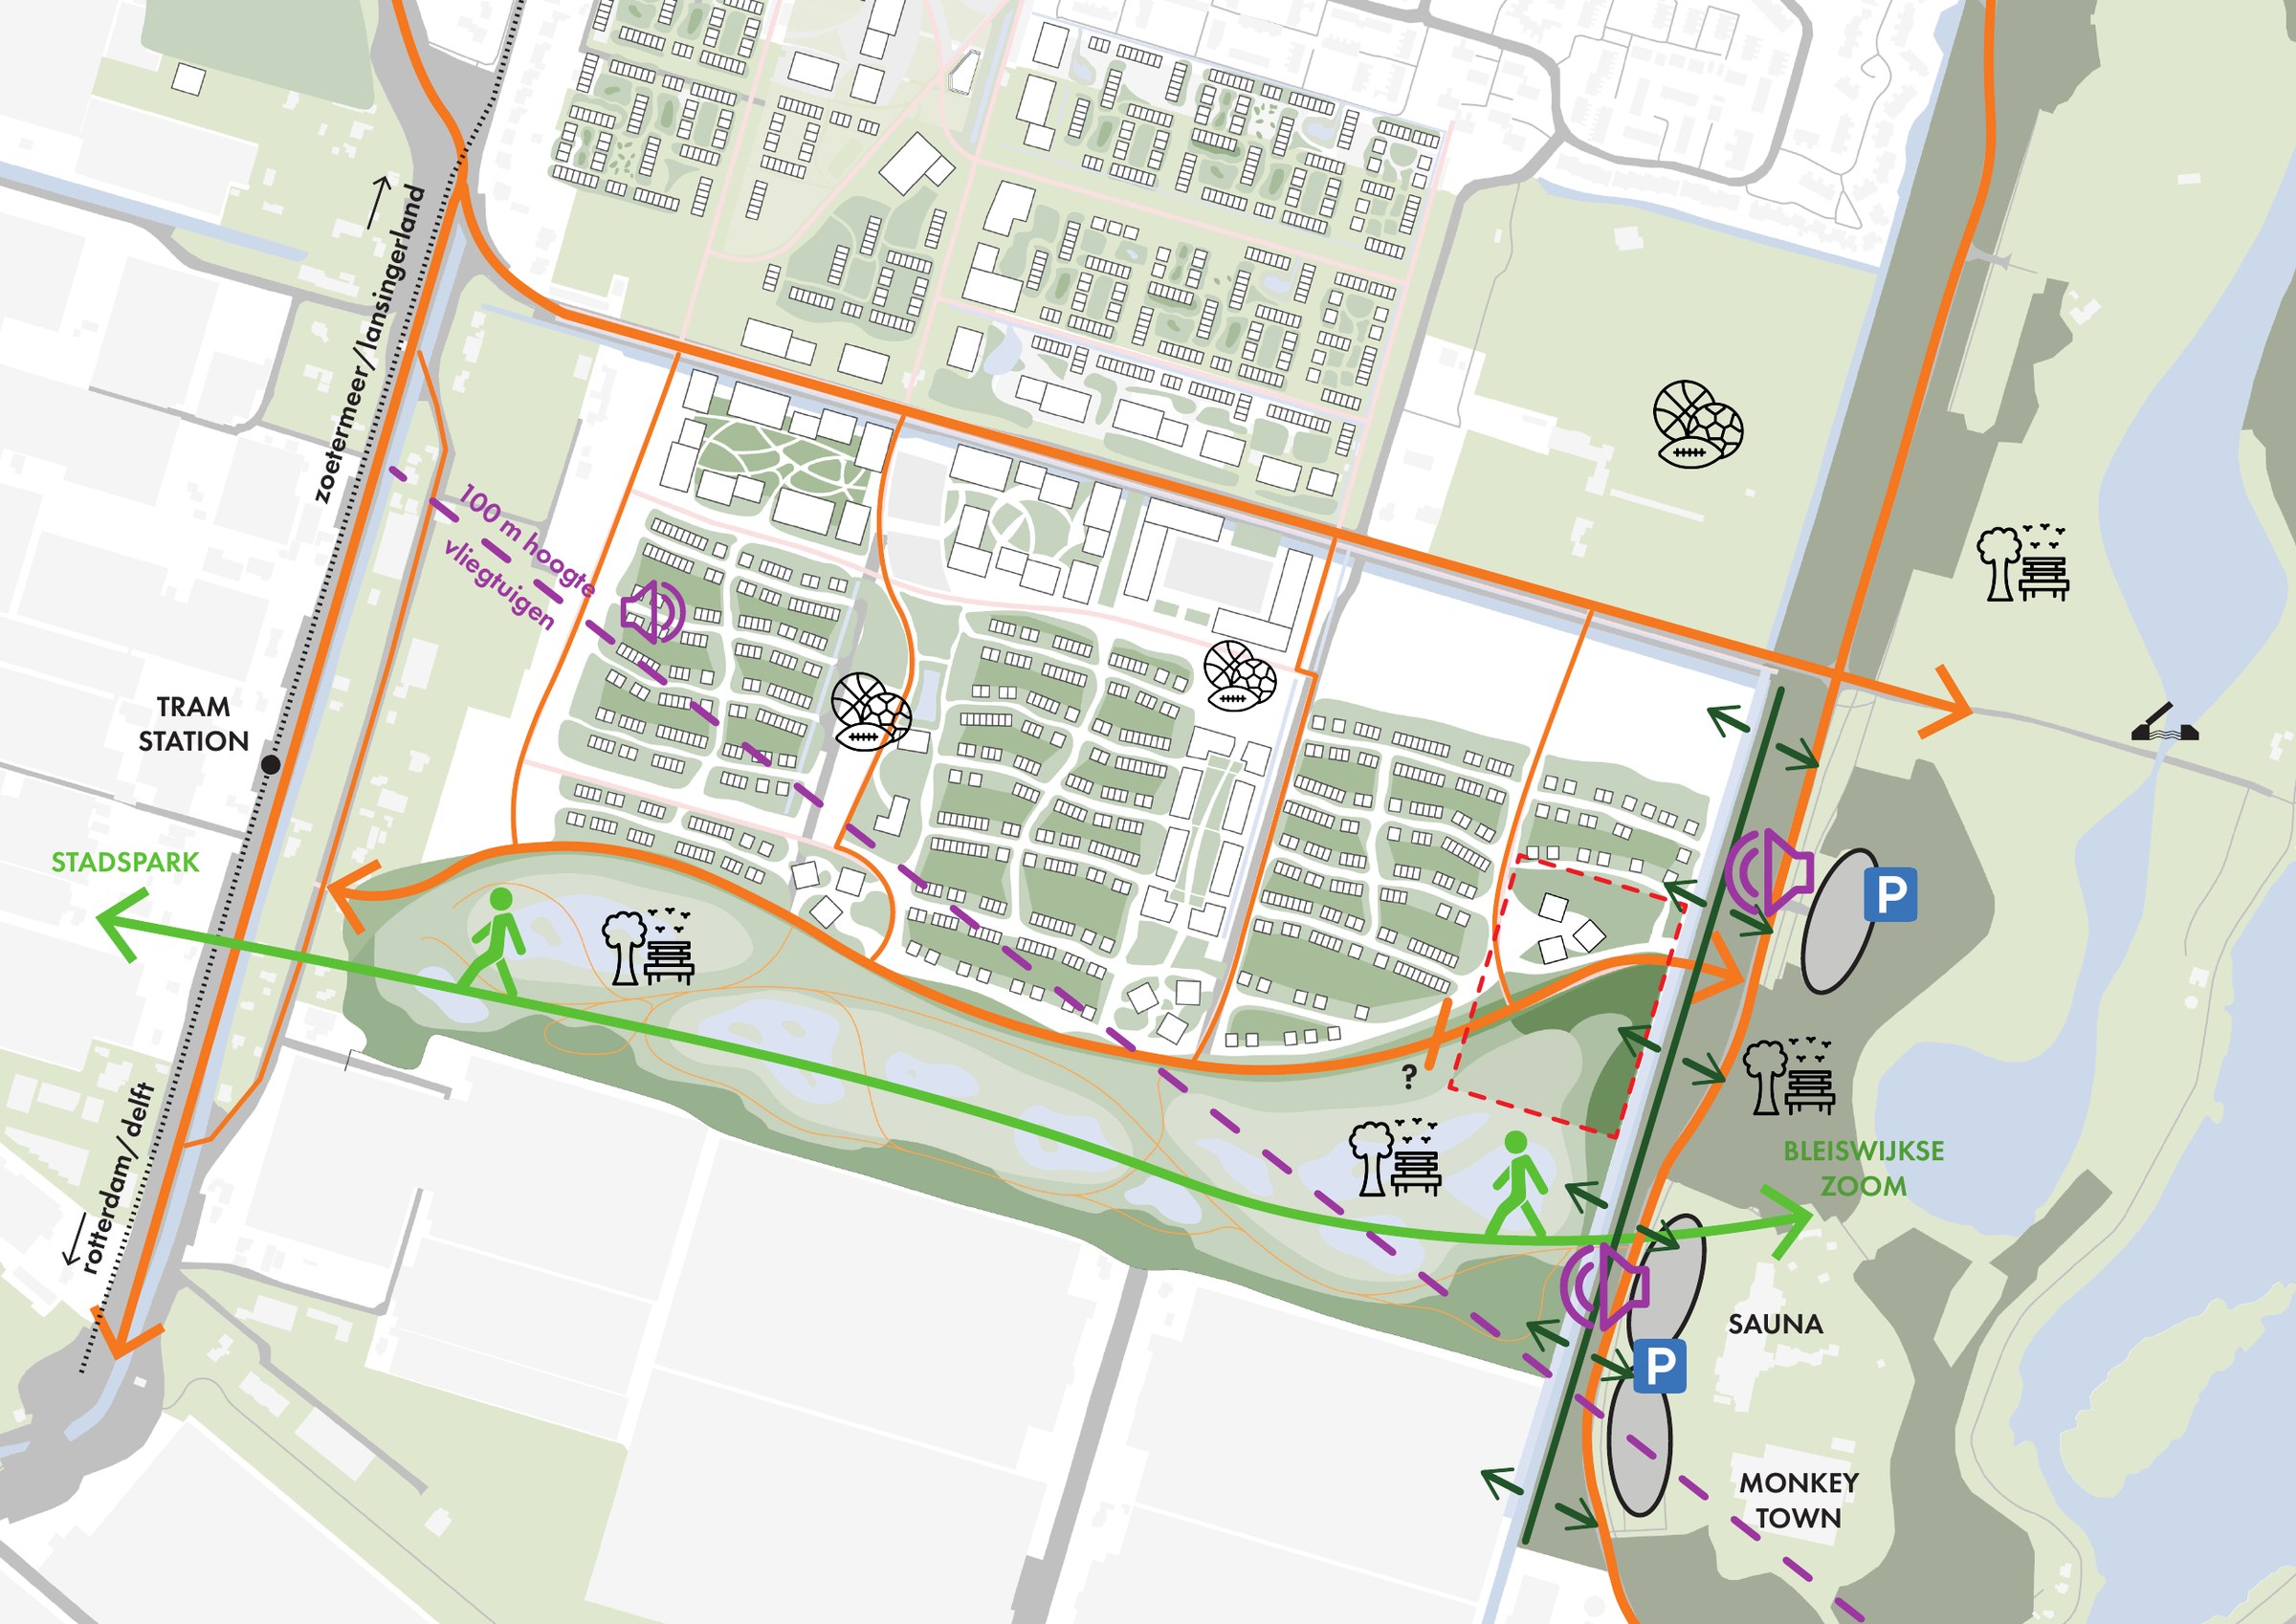 zoetermeer/lansingerland
100 m hoogte
vliegtuigen
TRAM
STATION
STADSPARK
P
?
rotterdam/delft
BLEISWIJKSE
ZOOM
SAUNA
P
MONKEY
TOWN